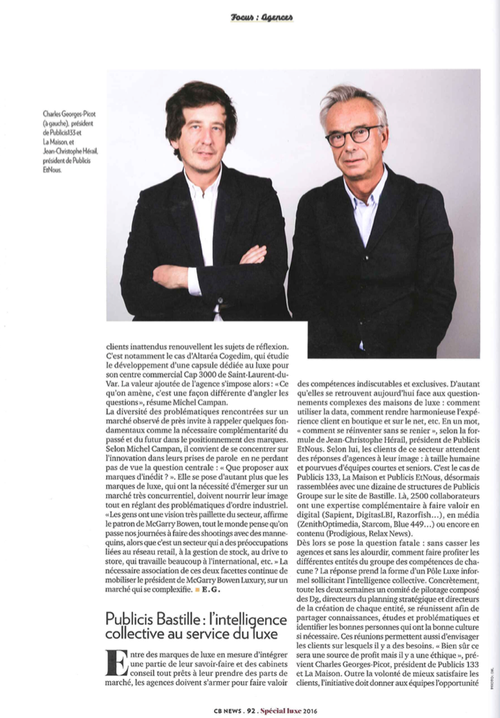 Focus : Agences
Charles Georges-Picot
(à gauche), président
de Publicis133 et
La Maison, et
Jean-Christophe Hérail,
président de Publicis
EtNous.
clients inattendus renouvellent les sujets de réflexion.
C'est notamment le cas d'Altaréa Cogedim, qui étudie
le développement d'une capsule dédiée au luxe pour
son centre commercial Cap 3000 de Saint-Laurent-du-
Var. La valeur ajoutée de l'agence s'impose alors : « Ce
qu'on amène, c'est une façon différente d'angler les
questions », résume Michel Campan.
La diversité des problématiques rencontrées sur un
marché observé de près invite à rappeler quelques fon-
damentaux comme la nécessaire complémentarité du
passé et du futur dans le positionnement des marques.
Selon Michel Campan, il convient de se concentrer sur
l'innovation dans leurs prises de parole en ne perdant
pas de vue la question centrale : « Que proposer aux
marques d'inédit ? ». Elle se pose d'autant plus que les
marques de luxe, qui ont la nécessité d'émerger sur un
marché très concurrentiel, doivent nourrir leur image
tout en réglant des problématiques d'ordre industriel.
« Les gens ont une vision très pailletée du secteur, affirme
le patron de McGarry Bowen, tout le monde pense qu'on
passe nos journées à faire des shootings avec des manne-
quins, alors que c'est un secteur qui a des préoccupations
liées au réseau retail, à la gestion de stock, au drive to
store, qui travaille beaucoup à l'international, etc. » La
nécessaire association de ces deux facettes continue de
mobiliser le président de McGarry Bowen Luxury, sur un
marché qui se complexifie. E.G.
Publicis Bastille : l'intelligence
collective au service du luxe
Entre des marques de luxe en mesure d'intégrer
une partie de leur savoir-faire et des cabinets
conseil tout près à leur prendre des parts de
marché, les agences doivent s'armer pour faire valoir
des compétences indiscutables et exclusives. D'autant
qu'elles se retrouvent aujourd'hui face aux question-
nements complexes des maisons de luxe : comment
utiliser la data, comment rendre harmonieuse l'expé-
rience client en boutique et sur le net, etc. En un mot,
« comment se réinventer sans se renier », selon la for-
mule de Jean-Christophe Hérail, président de Publicis
EtNous. Selon lui, les clients de ce secteur attendent
des réponses d'agences à leur image : à taille humaine
et pourvues d'équipes courtes et seniors. C'est le cas de
Publicis 133, La Maison et Publicis EtNous, désormais
rassemblées avec une dizaine de structures de Publicis
Groupe sur le site de Bastille. Là, 2500 collaborateurs
ont une expertise complémentaire à faire valoir en
digital (Sapient, DigitasLBI, Razorfish…), en média
(ZenithOptimedia, Starcom, Blue 449…) ou encore en
contenu (Prodigious, Relax News).
Dès lors se pose la question fatale : sans casser les
agences et sans les alourdir, comment faire profiter les
différentes entités du groupe des compétences de cha-
cune ? La réponse prend la forme d'un Pôle Luxe infor-
mel sollicitant l'intelligence collective. Concrètement,
toute les deux semaines un comité de pilotage composé
des Dg, directeurs du planning stratégique et directeurs
de la création de chaque entité, se réunissent afin de
partager connaissances, études et problématiques et
identifier les bonnes personnes qui ont la bonne culture
si nécessaire. Ces réunions permettent aussi d'envisager
les clients sur lesquels il y a des besoins. « Bien sûr ce
sera une source de profit mais il y a une éthique », pré-
vient Charles Georges-Picot, président de Publicis 133
et La Maison. Outre la volonté de mieux satisfaire les
clients, l'initiative doit donner aux équipes l'opportunité
CB NEWS . 92 . Spécial luxe 2016